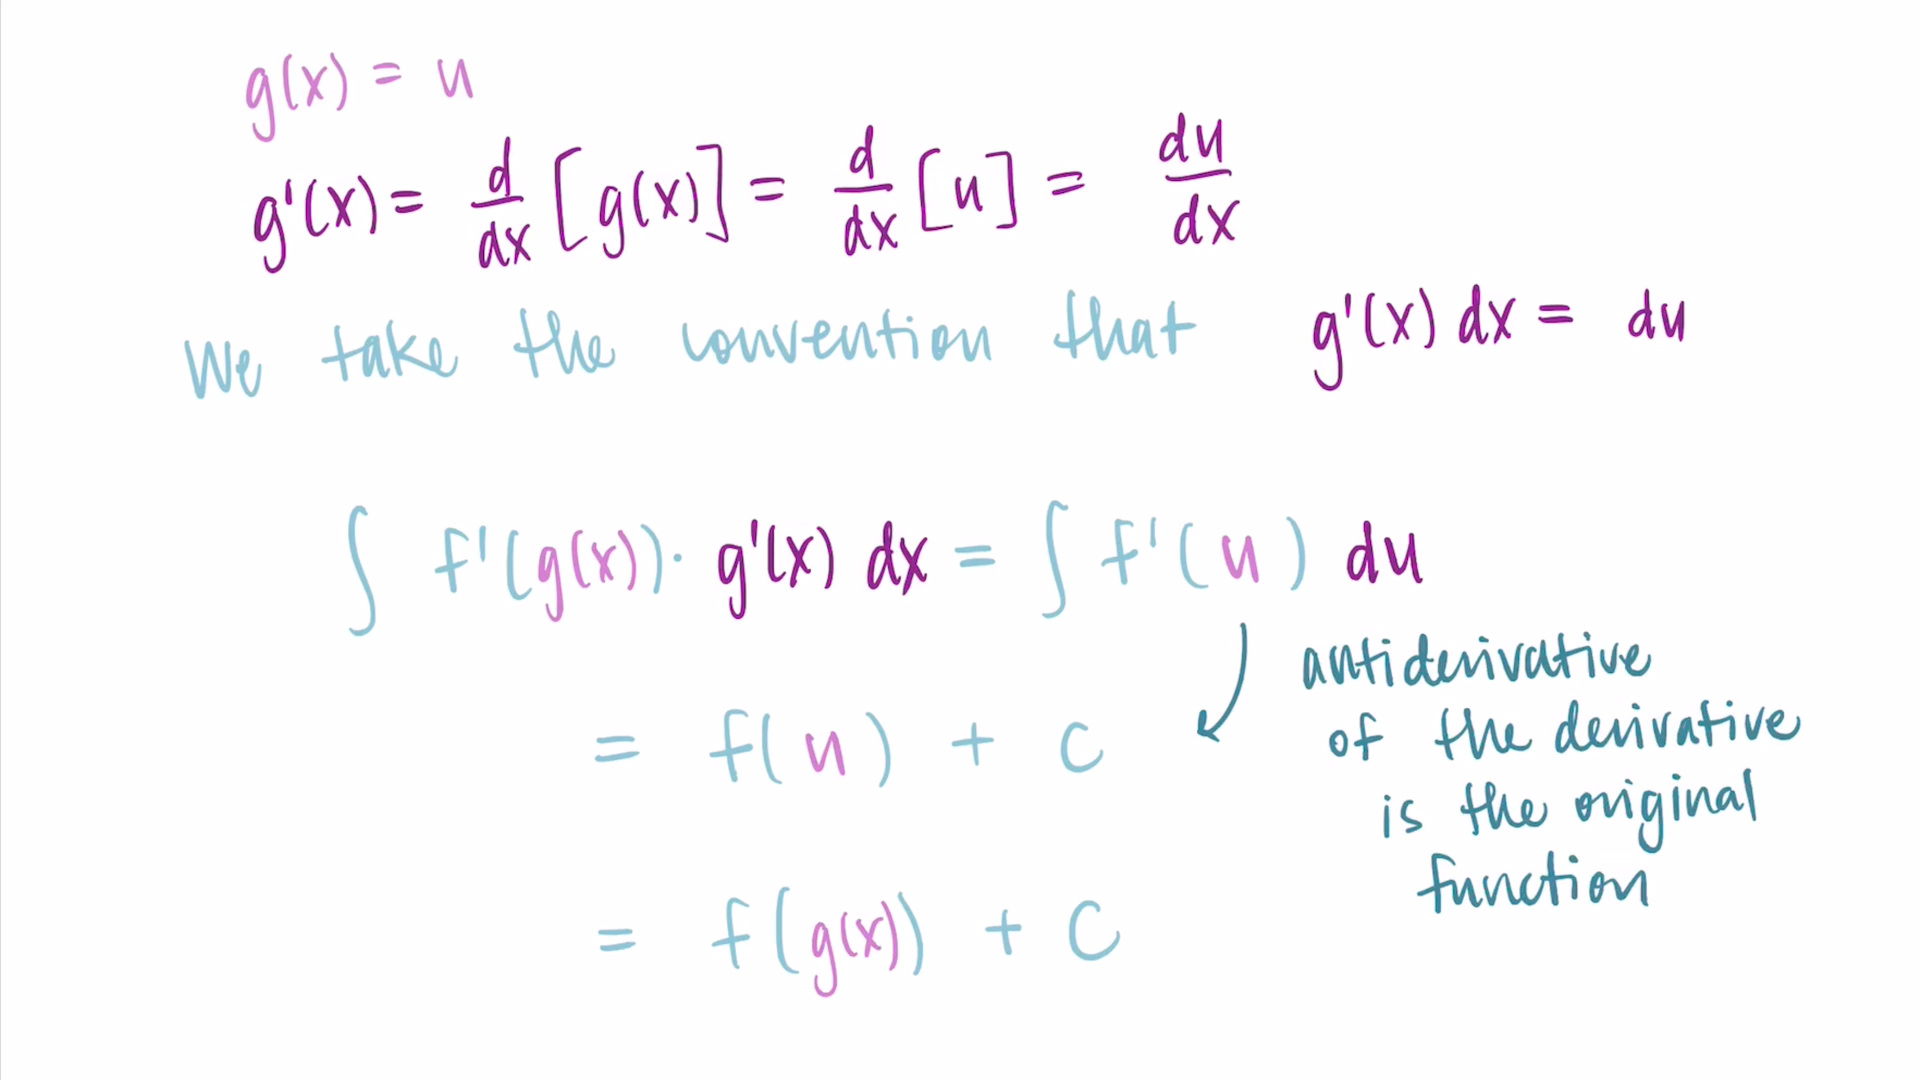 g(x) = u
g'(x) = d/dx [g(x)] = d/dx [u] = du/dx
We take the convention that g'(x) dx = du
∫ f'(g(x)) · g'(x) dx = ∫ f'(u) du
antiderivative
of the derivative
is the original
function
= f(u) + C
= f(g(x)) + C